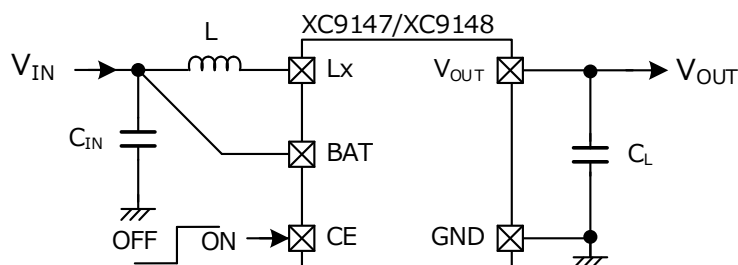 XC9147/XC9148
L
V_IN
Lx
V_OUT
V_OUT
C_IN
BAT
C_L
OFF
ON
CE
GND